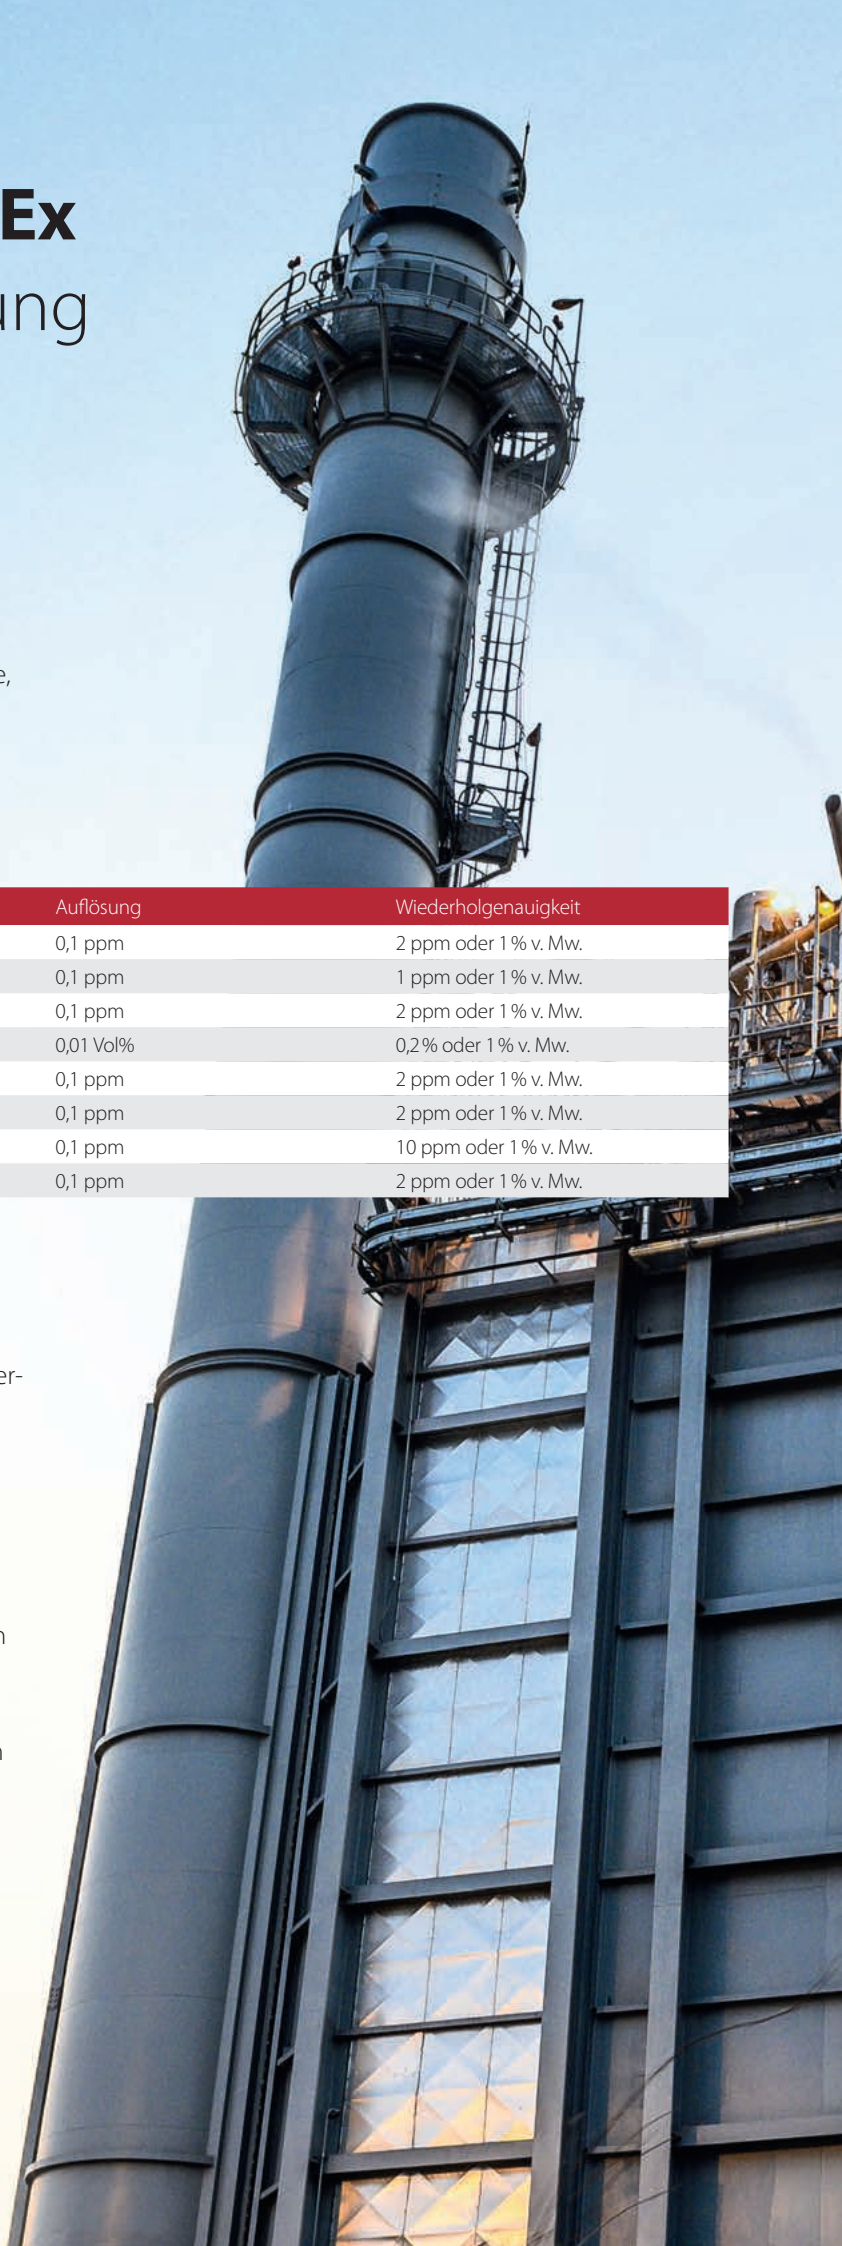 Ex
ung
e,
Auflösung Wiederholgenauigkeit
0,1 ppm 2 ppm oder 1 % v. Mw.
0,1 ppm 1 ppm oder 1 % v. Mw.
0,1 ppm 2 ppm oder 1 % v. Mw.
0,01 Vol% 0,2 % oder 1 % v. Mw.
0,1 ppm 2 ppm oder 1 % v. Mw.
0,1 ppm 2 ppm oder 1 % v. Mw.
0,1 ppm 10 ppm oder 1 % v. Mw.
0,1 ppm 2 ppm oder 1 % v. Mw.
er-
n
n